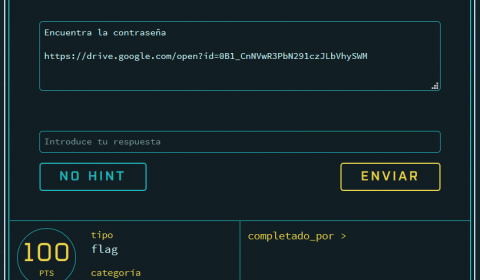 Encuentra la contraseña
https://drive.google.com/open?id=0B1_CnNVwR3PbN291czJLbVhySWM
Introduce tu respuesta
NO HINT
ENVIAR
100
PTS
tipo
flag
categoría
completado_por >